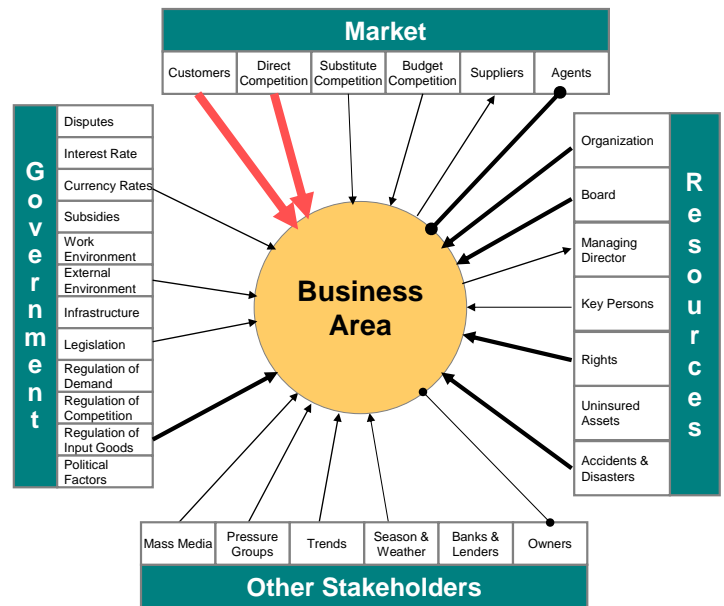 Market
Customers
Direct
Competition
Substitute
Competition
Budget
Competition
Suppliers
Agents
Government
Disputes
Interest Rate
Currency Rates
Subsidies
Work
Environment
External
Environment
Infrastructure
Legislation
Regulation of
Demand
Regulation of
Competition
Regulation of
Input Goods
Political
Factors
Business
Area
Organization
Board
Managing
Director
Key Persons
Rights
Uninsured
Assets
Accidents &
Disasters
Resources
Mass Media
Pressure
Groups
Trends
Season &
Weather
Banks &
Lenders
Owners
Other Stakeholders